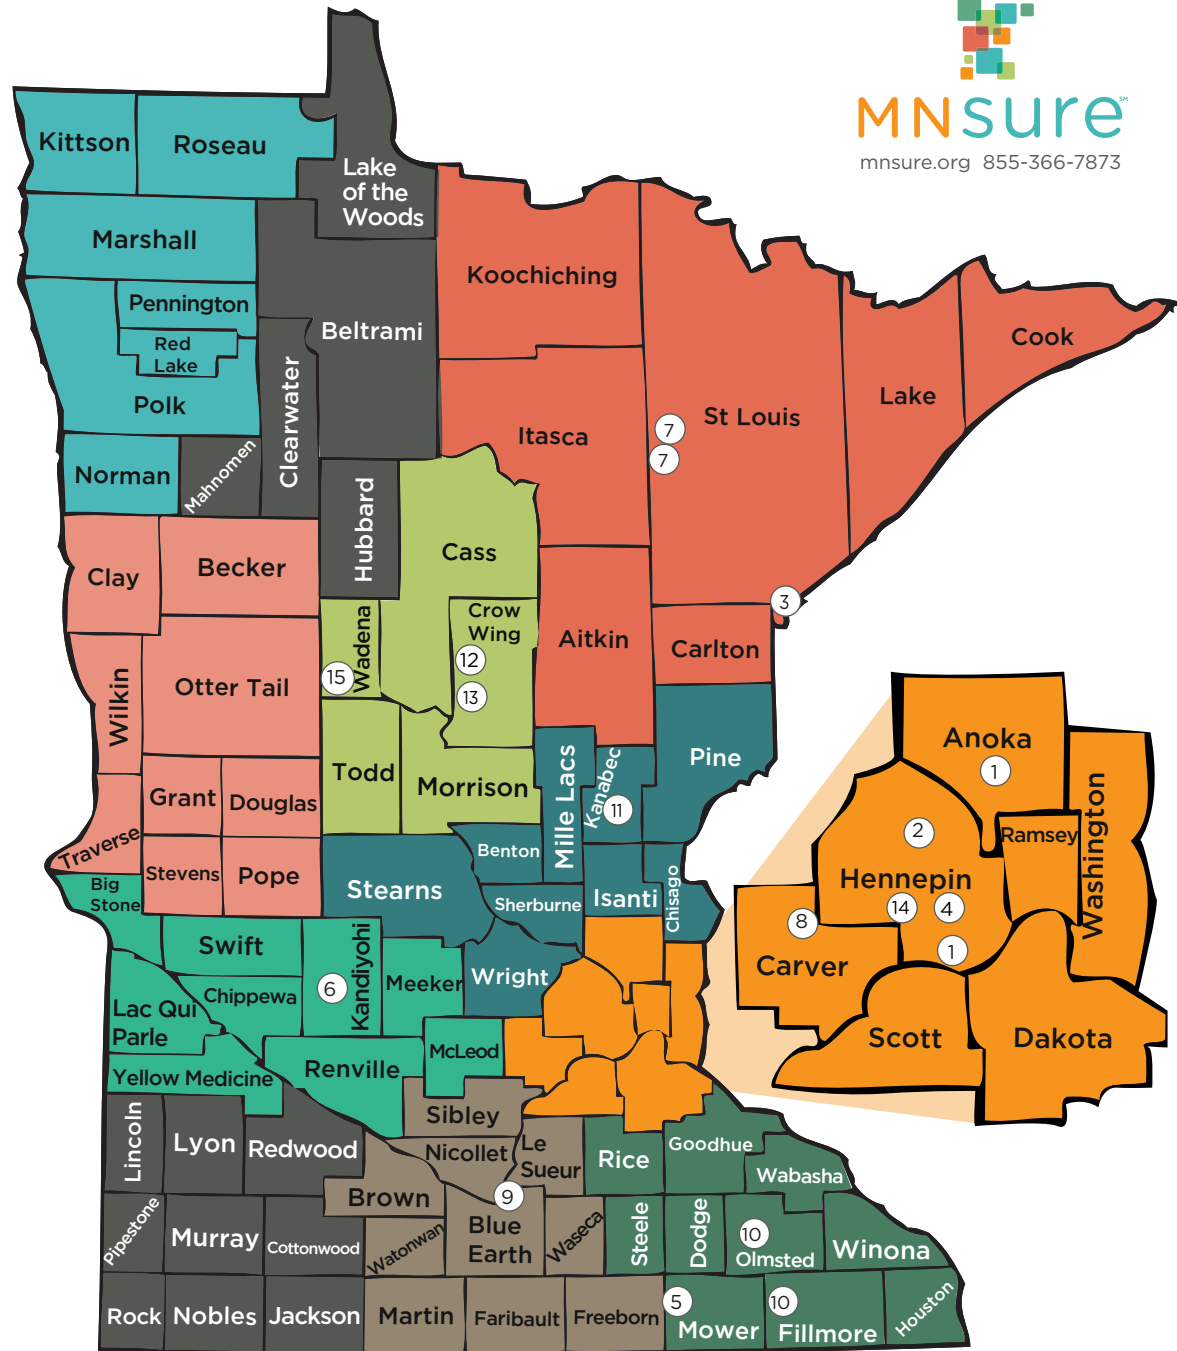 MNsure℠
mnsure.org 855-366-7873
Kittson
Roseau
Lake
of the
Woods
Marshall
Koochiching
Pennington
Beltrami
Cook
Red
Lake
Clearwater
Lake
Polk
St Louis
7
Itasca
7
Norman
Mahnomen
Hubbard
Cass
Clay
Becker
3
Crow
Wing
Wadena
Aitkin
Carlton
12
15
13
Otter Tail
Wilkin
Anoka
1
Pine
Todd
Morrison
Mille Lacs
Kanabec
11
Grant
Douglas
Washington
2
Ramsey
Traverse
Benton
Hennepin
Stevens
Pope
Stearns
Isanti
Chisago
Big
Stone
Sherburne
14
4
8
1
Swift
Kandiyohi
Wright
Carver
6
Meeker
Chippewa
Lac Qui
Parle
Scott
Dakota
McLeod
Renville
Yellow Medicine
Sibley
Lincoln
Lyon
Redwood
Nicollet
Le
Sueur
Rice
Goodhue
Wabasha
Brown
9
Pipestone
Murray
Cottonwood
Watonwan
Blue
Earth
Waseca
Steele
Dodge
10
Olmsted
Winona
Rock
Nobles
Jackson
Martin
Faribault
Freeborn
5
Mower
10
Fillmore
Houston